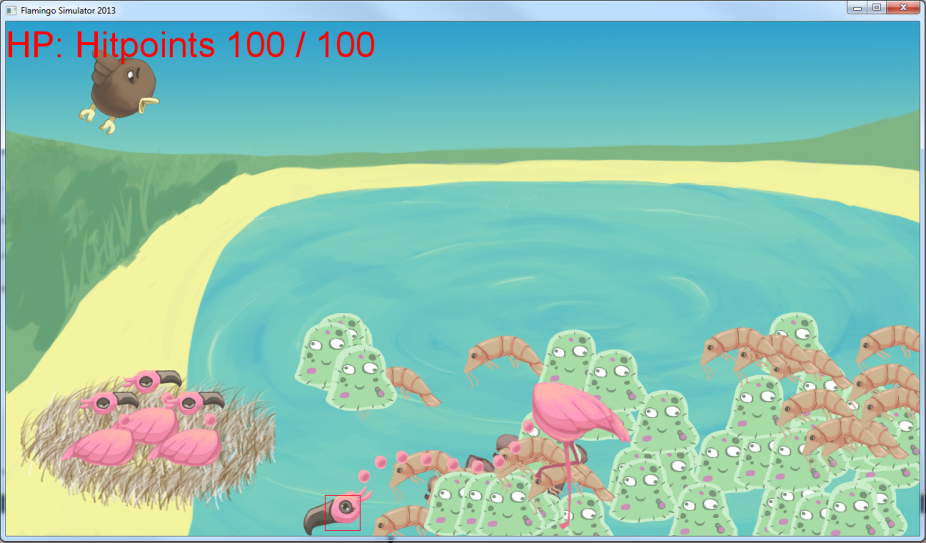 Flamingo Simulator 2013
HP: Hitpoints 100 / 100